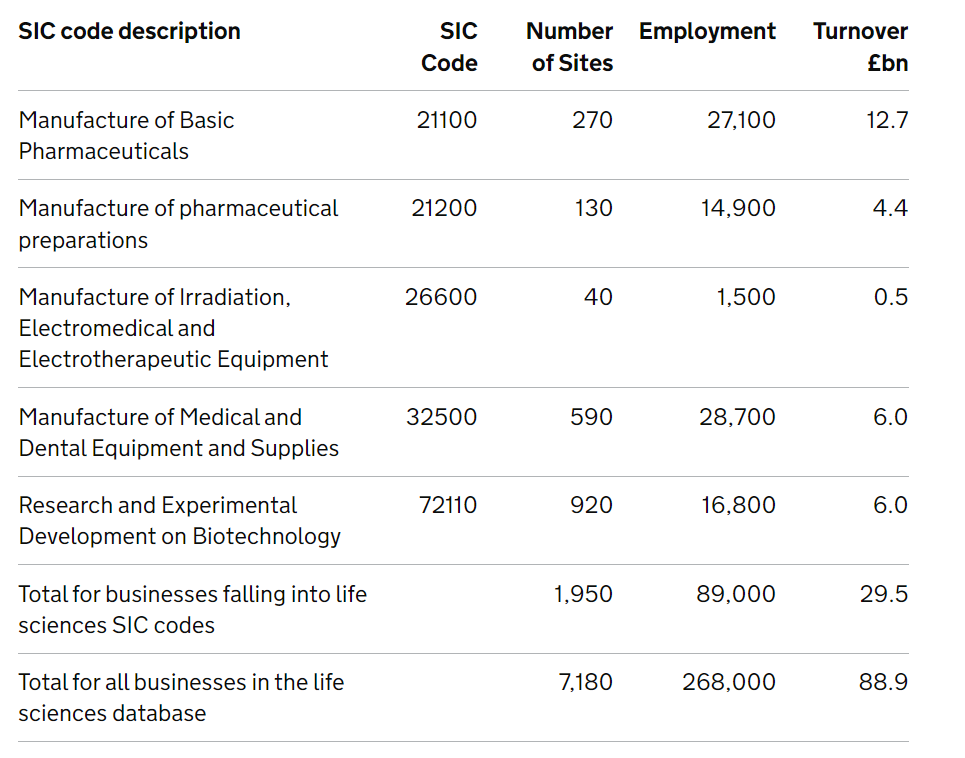 SIC code description SIC Code Number of Sites Employment Turnover £bn
Manufacture of Basic Pharmaceuticals 21100 270 27,100 12.7
Manufacture of pharmaceutical preparations 21200 130 14,900 4.4
Manufacture of Irradiation, Electromedical and Electrotherapeutic Equipment 26600 40 1,500 0.5
Manufacture of Medical and Dental Equipment and Supplies 32500 590 28,700 6.0
Research and Experimental Development on Biotechnology 72110 920 16,800 6.0
Total for businesses falling into life sciences SIC codes 1,950 89,000 29.5
Total for all businesses in the life sciences database 7,180 268,000 88.9